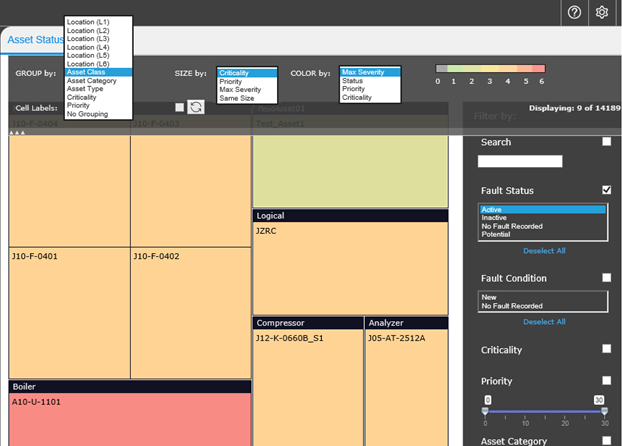 Asset Status
GROUP by:
Location (L1)
Location (L2)
Location (L3)
Location (L4)
Location (L5)
Location (L6)
Asset Class
Asset Category
Asset Type
Criticality
Priority
No Grouping
SIZE by:
Criticality
Priority
Max Severity
Same Size
COLOR by:
Max Severity
Status
Priority
Criticality
0 1 2 3 4 5 6
Cell Labels:
Displaying: 9 of 14189
Filter by:
J10-F-0404
J10-F-0403
Test_Asset1
J10-F-0401
J10-F-0402
Logical
JZRC
Compressor
J12-K-0660B_S1
Analyzer
J05-AT-2512A
Boiler
A10-U-1101
Search
Fault Status
Active
Inactive
No Fault Recorded
Potential
Deselect All
Fault Condition
New
No Fault Recorded
Deselect All
Criticality
Priority
0 30
0 10 20 30
Asset Category